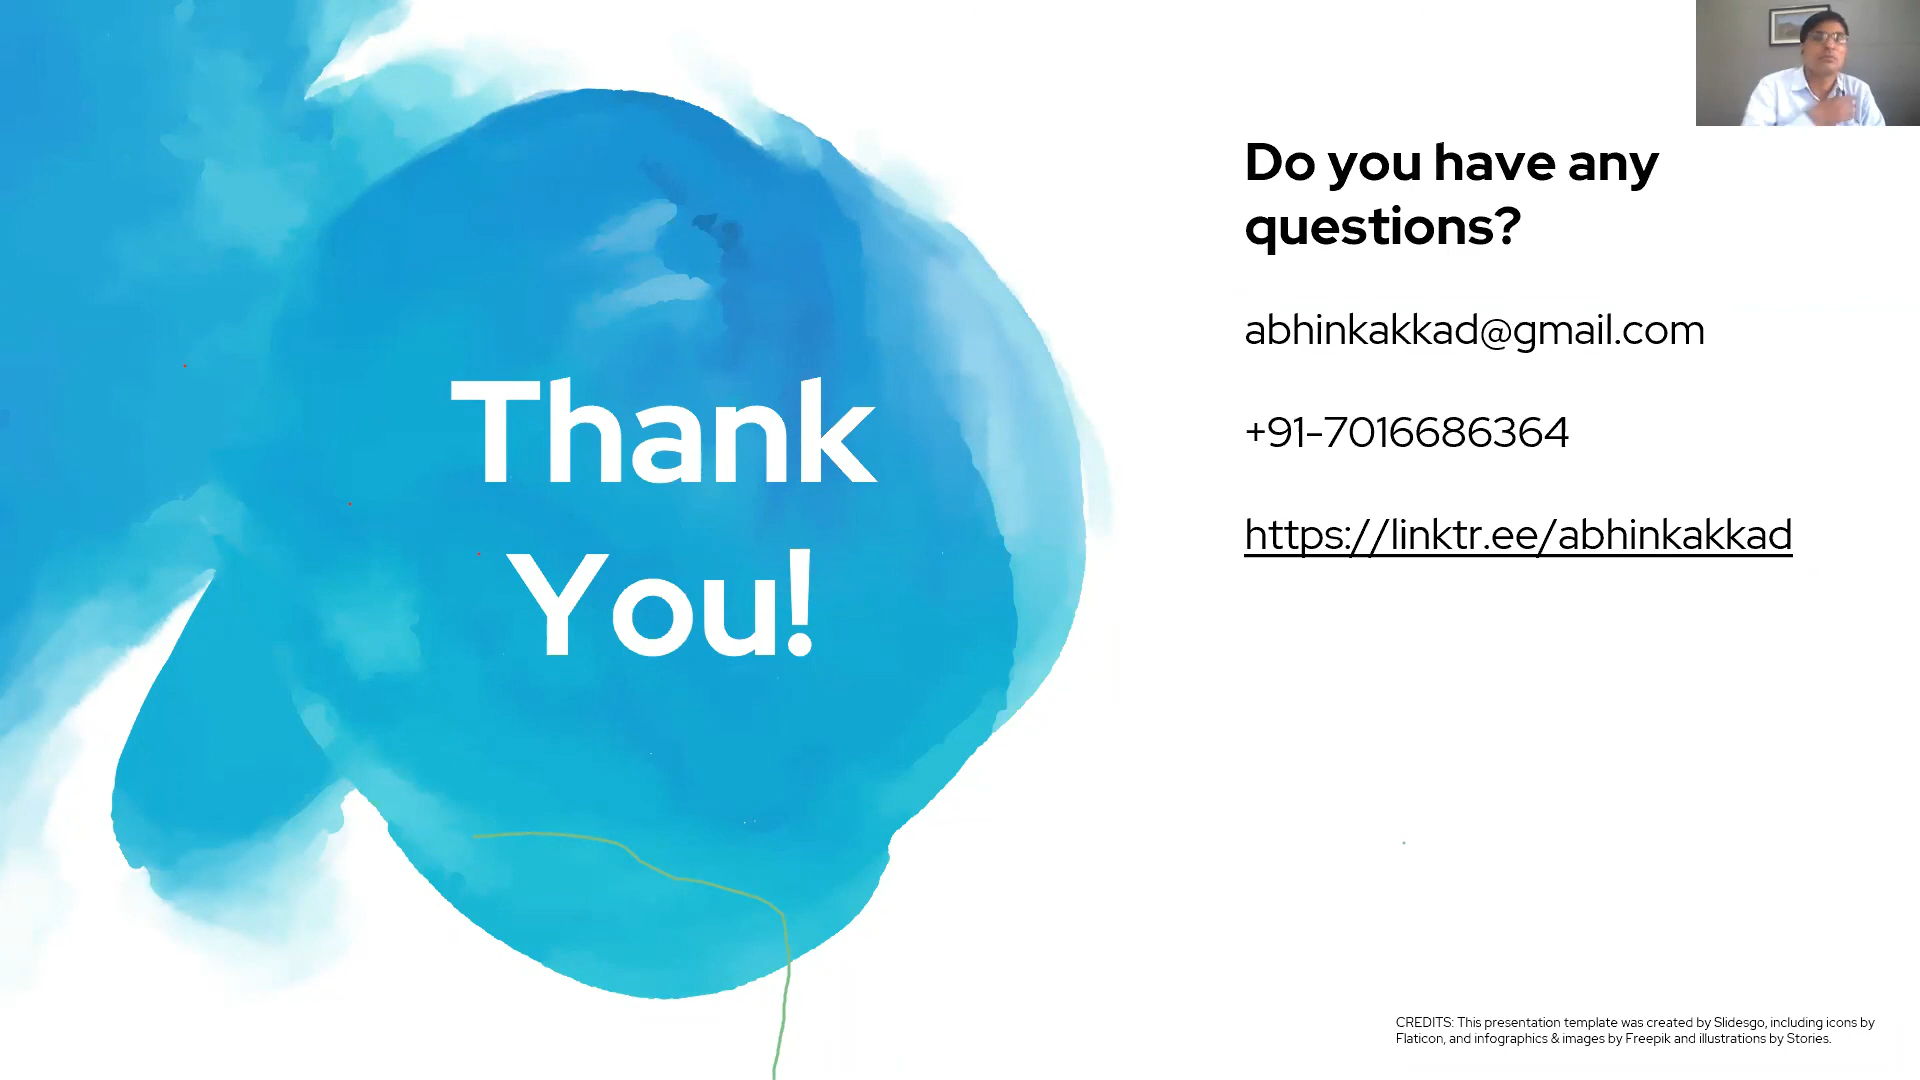 Thank
You!
Do you have any
questions?
abhinkakkad@gmail.com
+91-7016686364
https://linktr.ee/abhinkakkad
CREDITS: This presentation template was created by Slidesgo, including icons by
Flaticon, and infographics & images by Freepik and illustrations by Stories.